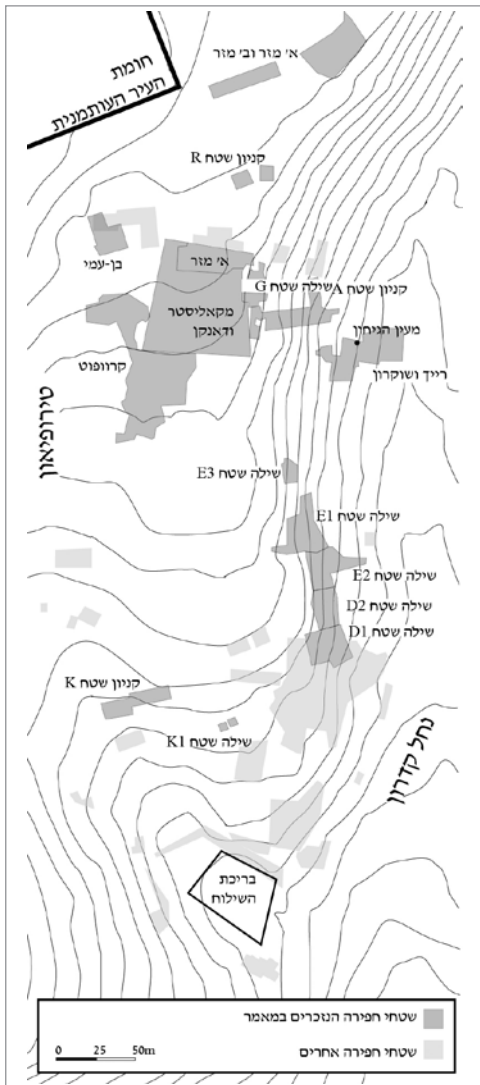 חומת
העיר העותמנית
א' מזר וב' מזר
קניון שטח R
בן-עמי
א' מזר
שילה שטח G
קניון שטח A
מקאליסטר
ודאנקן
מעין הגיחון
קרוופוט
רייך ושוקרון
טירופיאון
שילה שטח E3
שילה שטח E1
שילה שטח E2
שילה שטח D2
שילה שטח D1
קניון שטח K
שילה שטח K1
נחל קדרון
בריכת
השילוח
שטחי חפירה הנזכרים במאמר
שטחי חפירה אחרים
0 25 50m